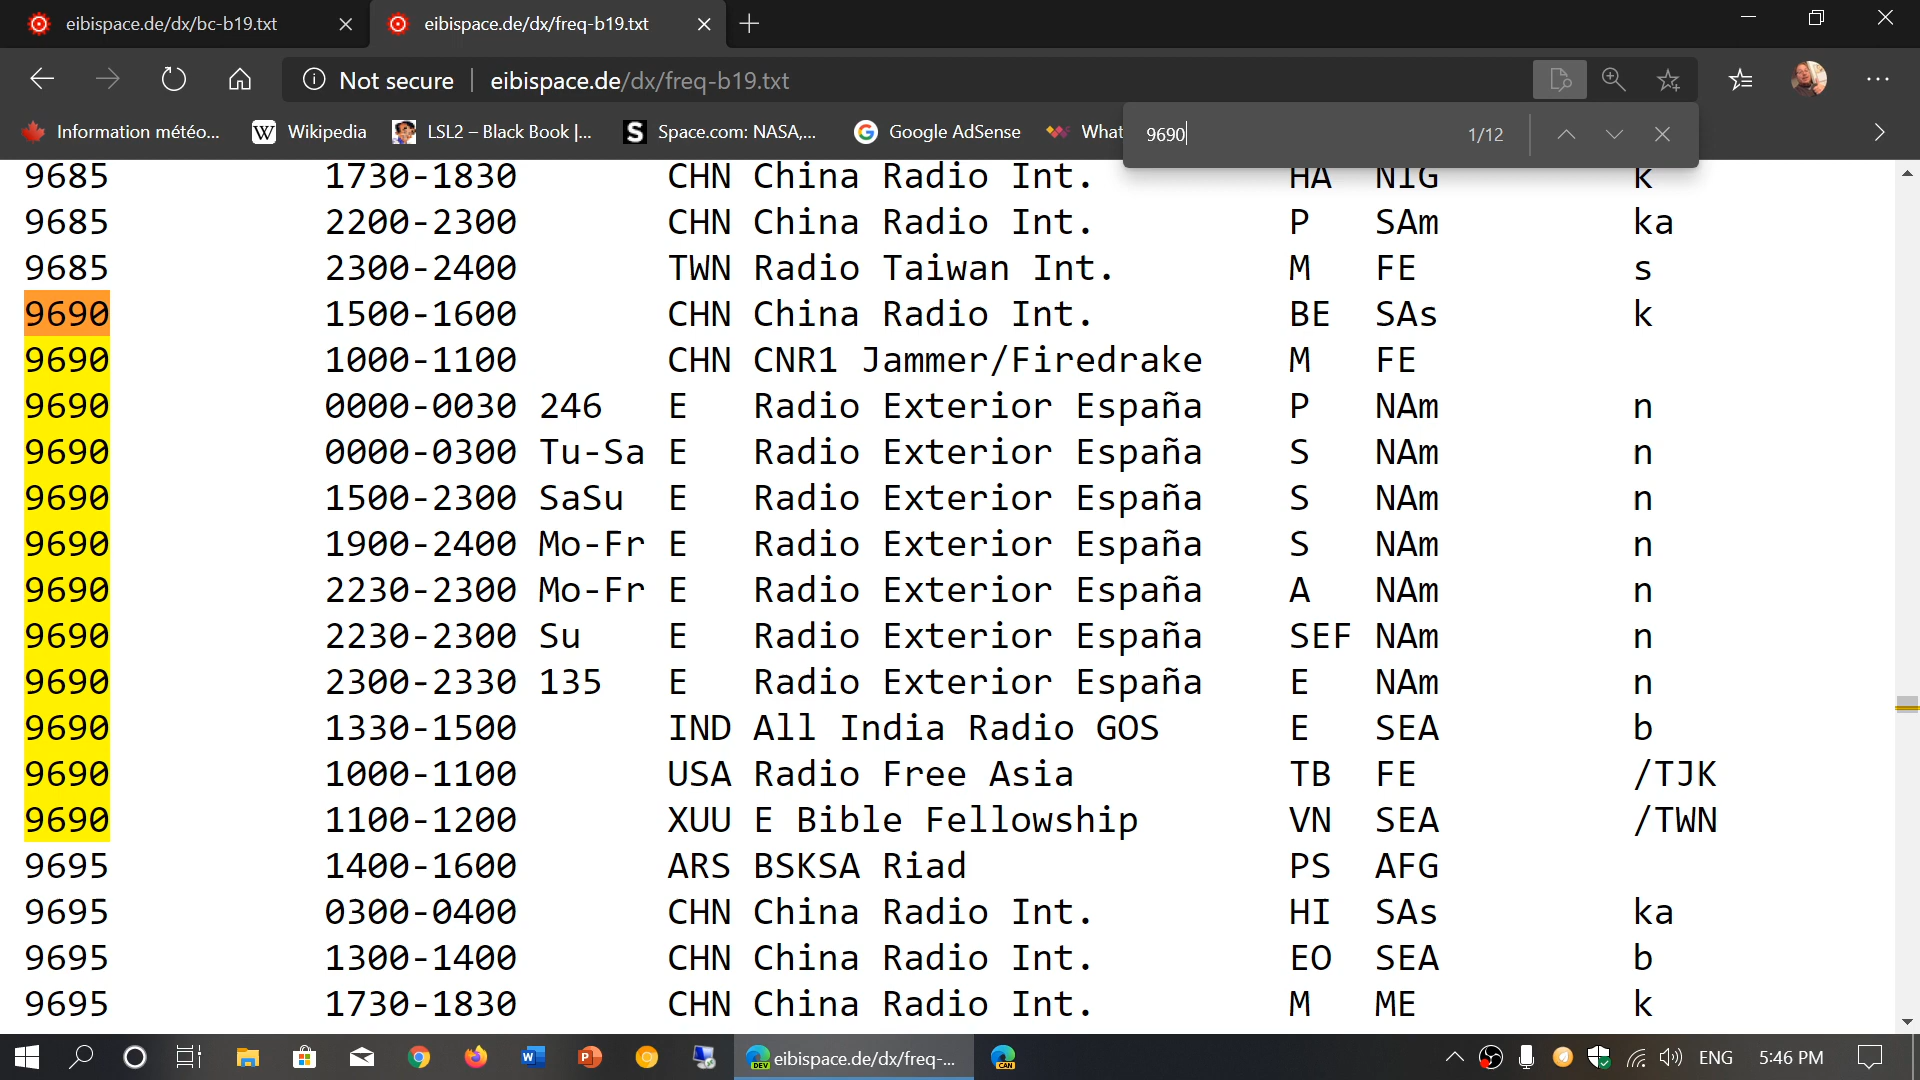 eibispace.de/dx/bc-b19.txt
eibispace.de/dx/freq-b19.txt
Not secure eibispace.de/dx/freq-b19.txt
Information météo...
Wikipedia
LSL2 – Black Book |...
Space.com: NASA,...
Google AdSense
What
9690 1/12
9685 1730-1830 CHN China Radio Int. HA NIG k
9685 2200-2300 CHN China Radio Int. P SAm ka
9685 2300-2400 TWN Radio Taiwan Int. M FE s
9690 1500-1600 CHN China Radio Int. BE SAs k
9690 1000-1100 CHN CNR1 Jammer/Firedrake M FE
9690 0000-0030 246 E Radio Exterior España P NAm n
9690 0000-0300 Tu-Sa E Radio Exterior España S NAm n
9690 1500-2300 SaSu E Radio Exterior España S NAm n
9690 1900-2400 Mo-Fr E Radio Exterior España S NAm n
9690 2230-2300 Mo-Fr E Radio Exterior España A NAm n
9690 2230-2300 Su E Radio Exterior España SEF NAm n
9690 2300-2330 135 E Radio Exterior España E NAm n
9690 1330-1500 IND All India Radio GOS E SEA b
9690 1000-1100 USA Radio Free Asia TB FE /TJK
9690 1100-1200 XUU E Bible Fellowship VN SEA /TWN
9695 1400-1600 ARS BSKSA Riad PS AFG
9695 0300-0400 CHN China Radio Int. HI SAs ka
9695 1300-1400 CHN China Radio Int. EO SEA b
9695 1730-1830 CHN China Radio Int. M ME k
eibispace.de/dx/freq-...
DEV
CAN
ENG
5:46 PM